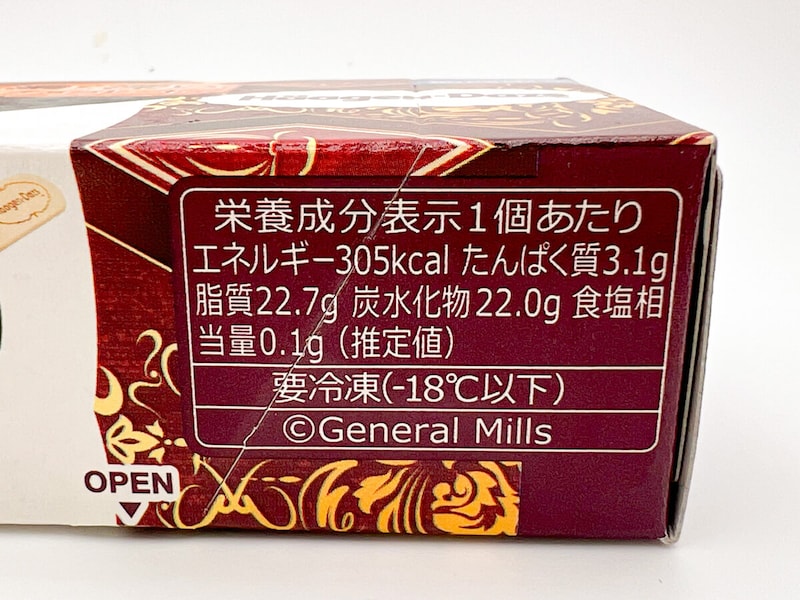 Häagen-Dazs
栄養成分表示1個あたり
エネルギー305kcal たんぱく質3.1g
脂質22.7g 炭水化物22.0g 食塩相
当量0.1g（推定値）
要冷凍(-18℃以下)
©General Mills
OPEN